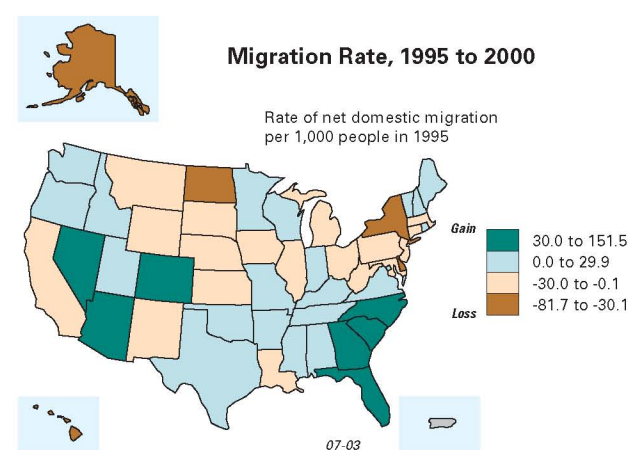 Migration Rate, 1995 to 2000
Rate of net domestic migration
per 1,000 people in 1995
Gain
30.0 to 151.5
0.0 to 29.9
-30.0 to -0.1
-81.7 to -30.1
Loss
07-03